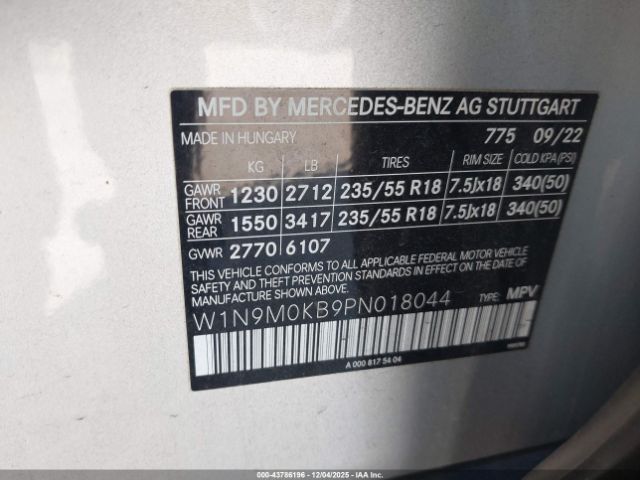 MFD BY MERCEDES-BENZ AG STUTTGART
MADE IN HUNGARY 775 09/22
KG LB TIRES RIM SIZE COLD KPA (PSI)
GAWR FRONT 1230 2712 235/55 R18 7.5Jx18 340(50)
GAWR REAR 1550 3417 235/55 R18 7.5Jx18 340(50)
GVWR 2770 6107
THIS VEHICLE CONFORMS TO ALL APPLICABLE FEDERAL MOTOR VEHICLE
SAFETY AND THEFT PREVENTION STANDARDS IN EFFECT ON THE DATE OF
MANUFACTURE SHOWN ABOVE.
W1N9M0KB9PN018044 TYPE: MPV
A 000 817 54 04
000-43786196 - 12/04/2025 - IAAI.COM